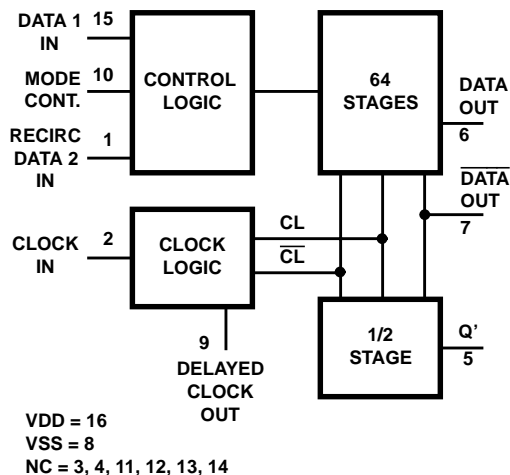 DATA 1
IN
15
MODE
CONT.
10
RECIRC
DATA 2
IN
1
CONTROL
LOGIC
64
STAGES
DATA
OUT
6
D̅A̅T̅A̅
OUT
7
CLOCK
IN
2
CLOCK
LOGIC
CL
C̅L̅
9
DELAYED
CLOCK
OUT
1/2
STAGE
Q’
5
VDD = 16
VSS = 8
NC = 3, 4, 11, 12, 13, 14